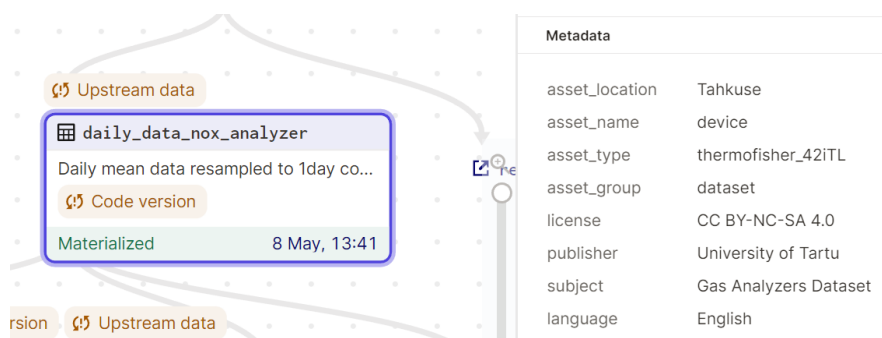 Metadata
Upstream data
daily_data_nox_analyzer
Daily mean data resampled to 1day co...
Code version
Materialized 8 May, 13:41
rsion
Upstream data
asset_location Tahkuse
asset_name device
asset_type thermofisher_42iTL
asset_group dataset
license CC BY-NC-SA 4.0
publisher University of Tartu
subject Gas Analyzers Dataset
language English